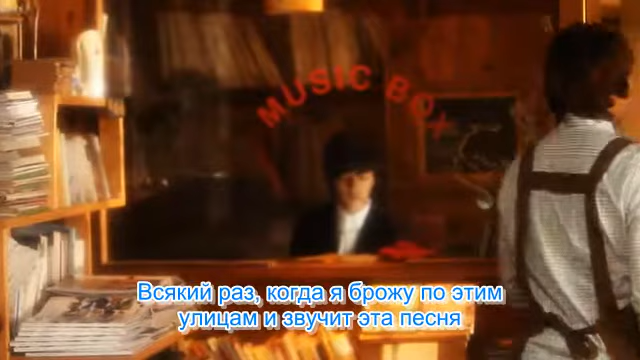 MUSIC BOX
Всякий раз, когда я брожу по этим
улицам и звучит эта песня